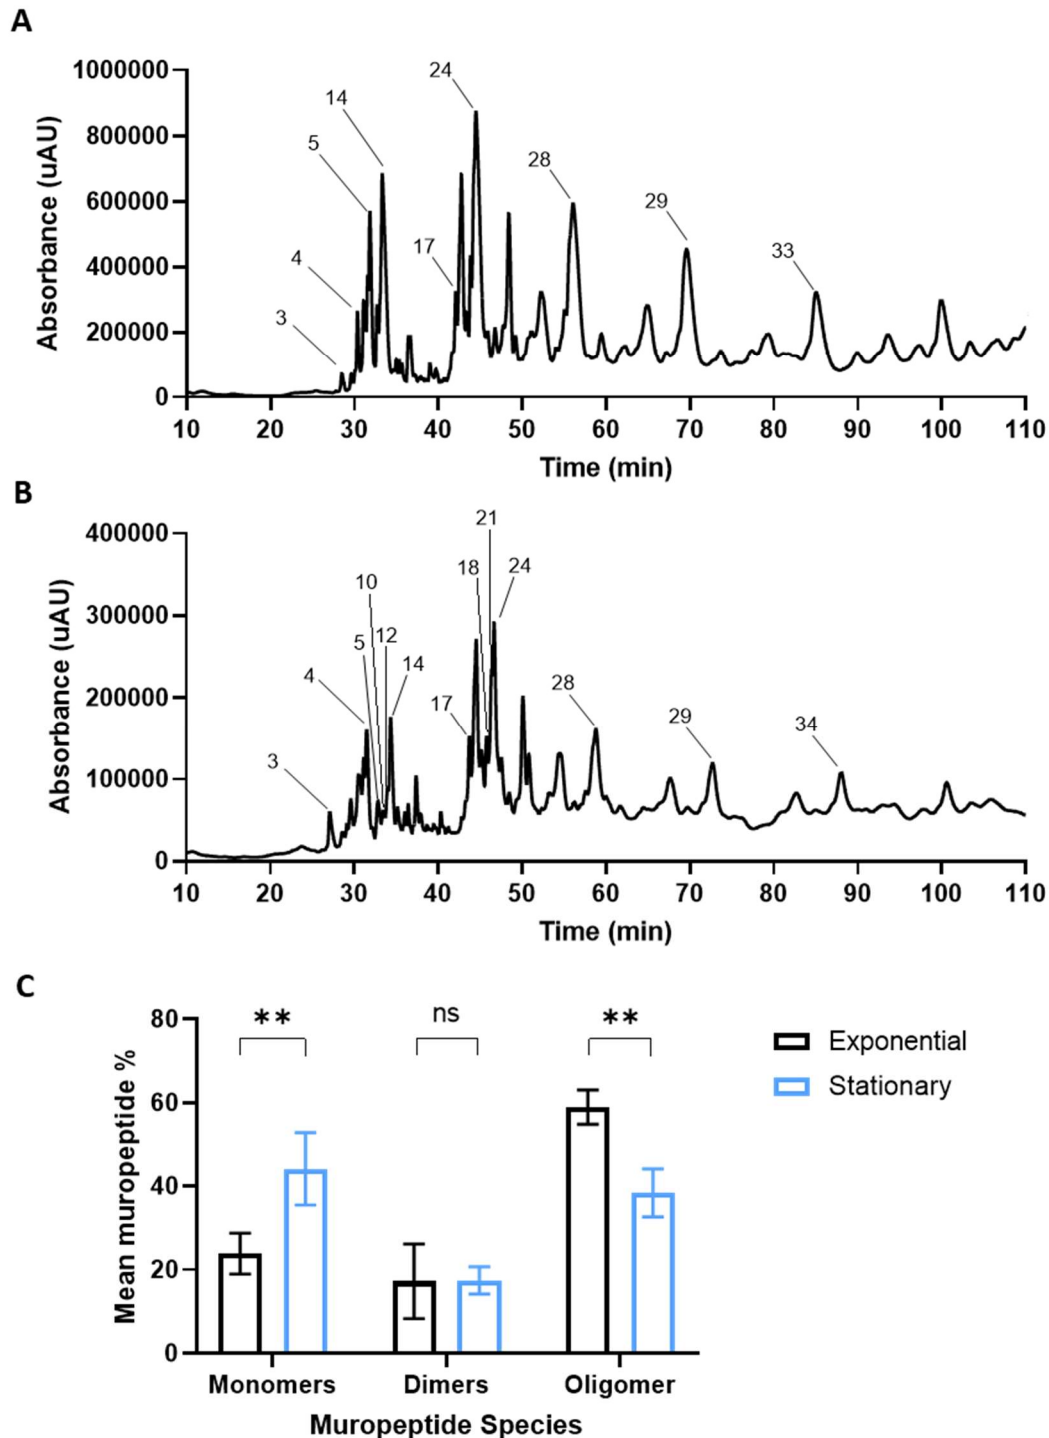 A
1000000
800000
600000
400000
200000
0
Absorbance (uAU)
3
4
5
14
17
24
28
29
33
10 20 30 40 50 60 70 80 90 100 110
Time (min)
B
400000
300000
200000
100000
0
Absorbance (uAU)
3
4
5
10
12
14
17
18
21
24
28
29
34
10 20 30 40 50 60 70 80 90 100 110
Time (min)
C
80
60
40
20
0
Mean muropeptide %
** ns **
Exponential
Stationary
Monomers Dimers Oligomer
Muropeptide Species